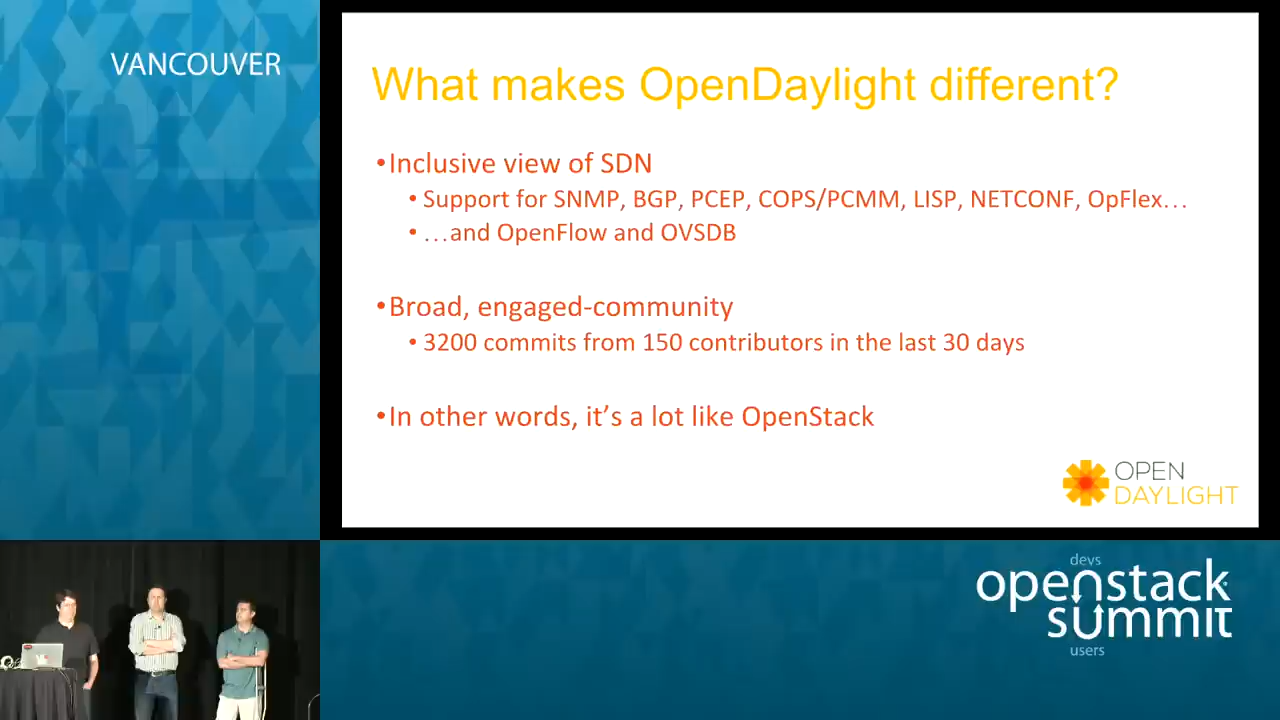 VANCOUVER
What makes OpenDaylight different?
•Inclusive view of SDN
•Support for SNMP, BGP, PCEP, COPS/PCMM, LISP, NETCONF, OpFlex…
•…and OpenFlow and OVSDB
•Broad, engaged-community
•3200 commits from 150 contributors in the last 30 days
•In other words, it’s a lot like OpenStack
OPEN
DAYLIGHT
devs
openstack
summit
users